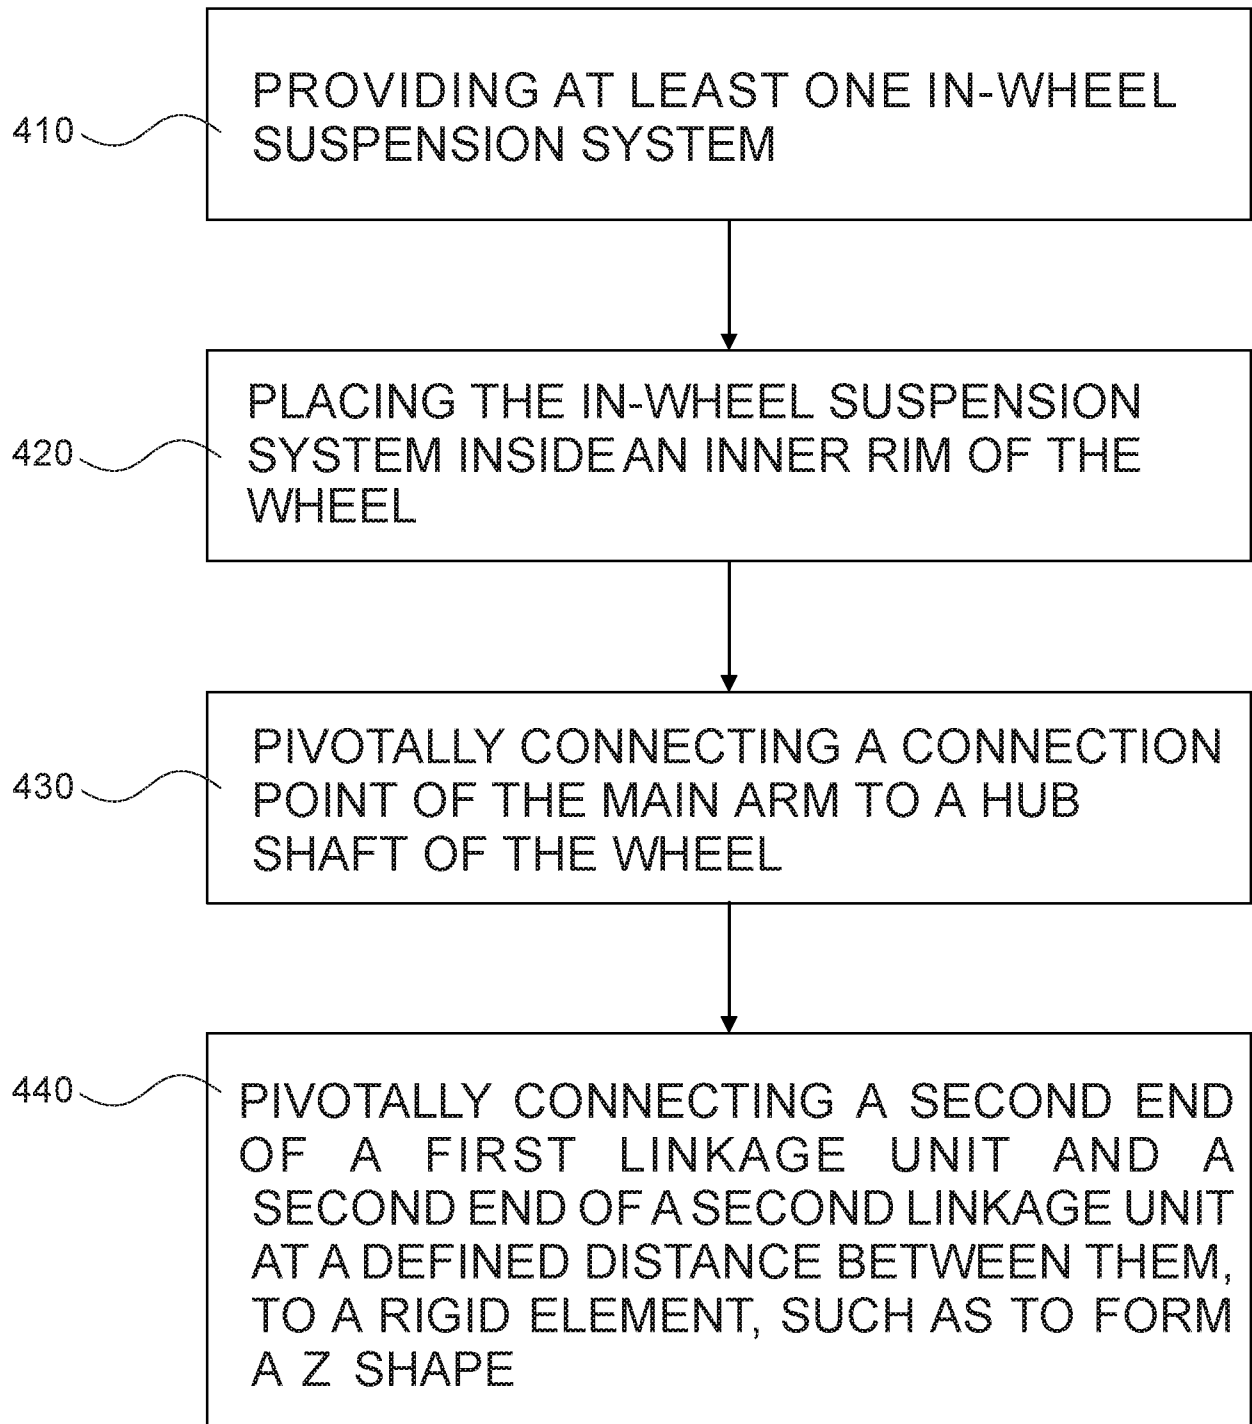 PROVIDING AT LEAST ONE IN-WHEEL
410
SUSPENSION SYSTEM
PLACING THE IN-WHEEL SUSPENSION
420
SYSTEM INSIDE AN INNER RIM OF THE
WHEEL
PIVOTALLY CONNECTING A CONNECTION
430
POINT OF THE MAIN ARM TO A HUB
SHAFT OF THE WHEEL
440
PIVOTALLY CONNECTING A SECOND END
OF A FIRST LINKAGE UNIT AND A
SECOND END OF A SECOND LINKAGE UNIT
AT A DEFINED DISTANCE BETWEEN THEM,
TO A RIGID ELEMENT, SUCH AS TO FORM
A Z SHAPE